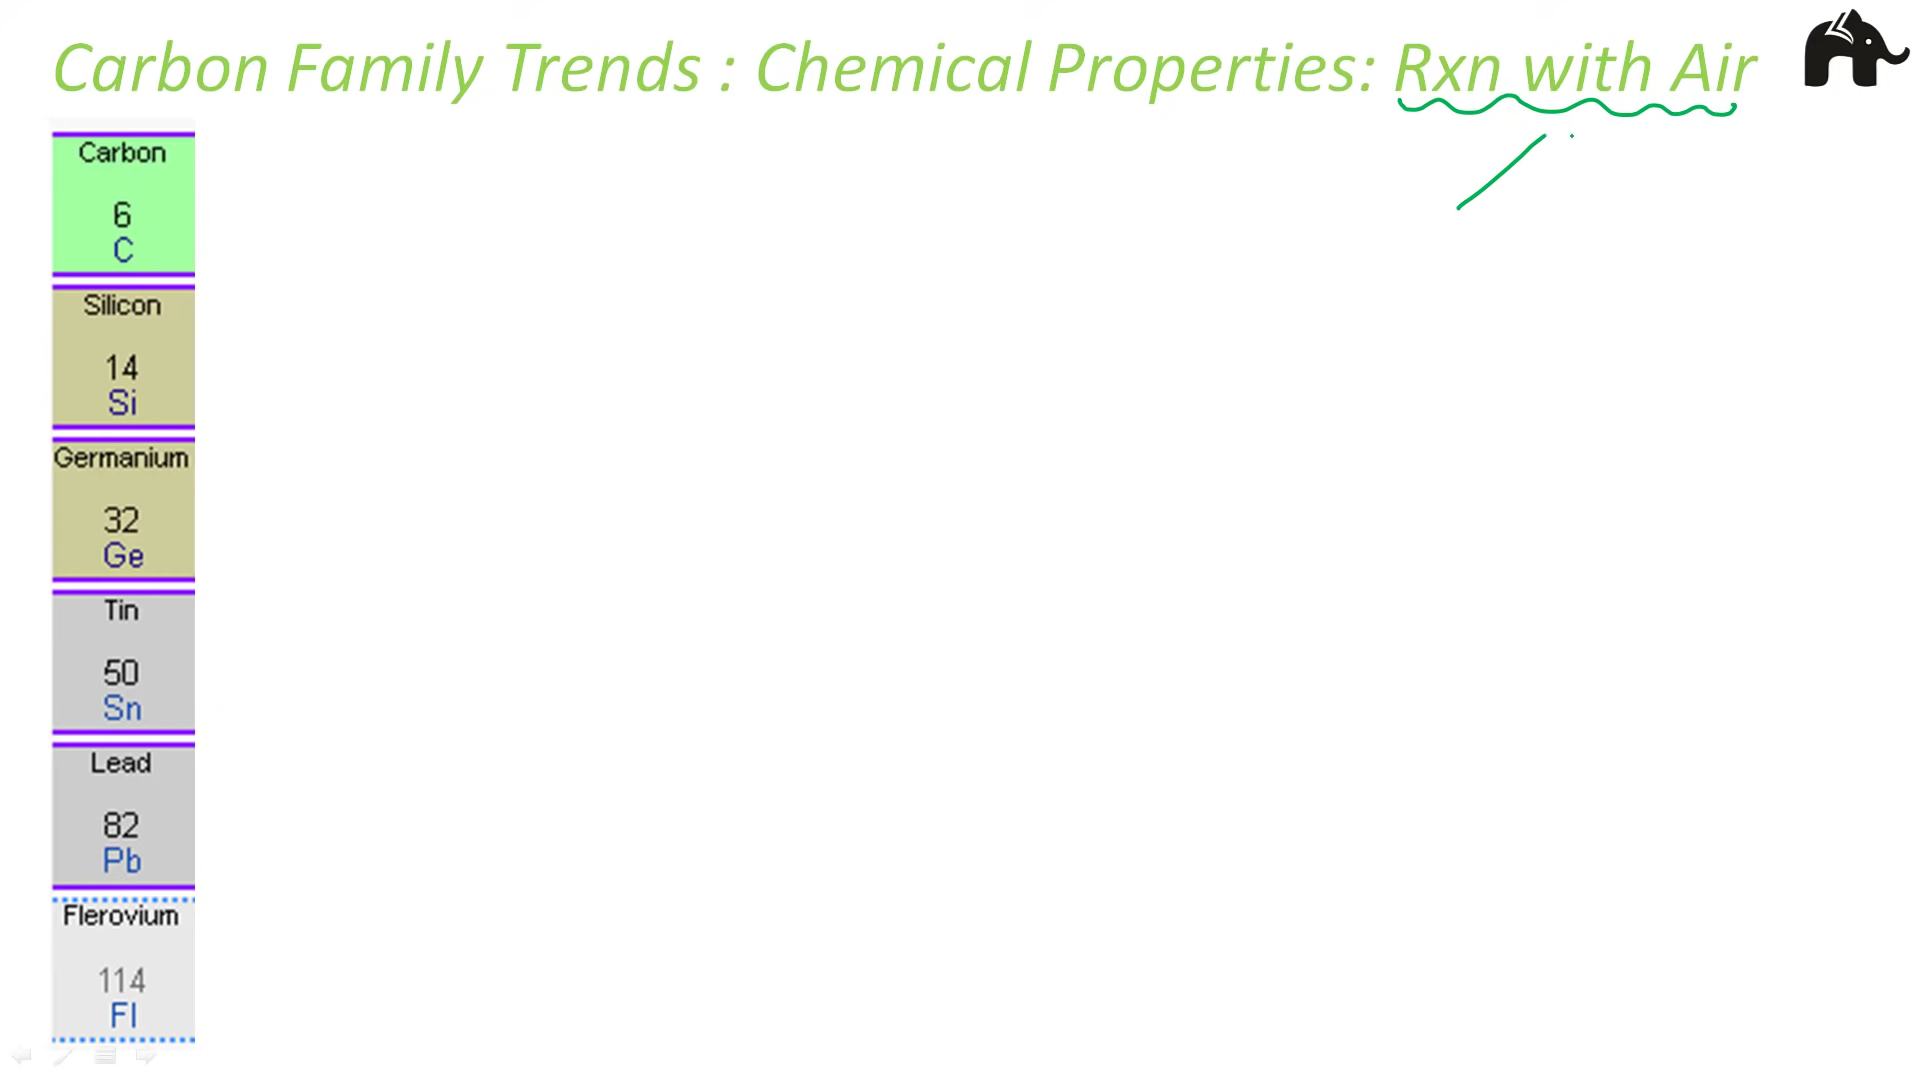 Carbon Family Trends : Chemical Properties: Rxn with Air
Carbon
6
C
Silicon
14
Si
Germanium
32
Ge
Tin
50
Sn
Lead
82
Pb
Flerovium
114
Fl